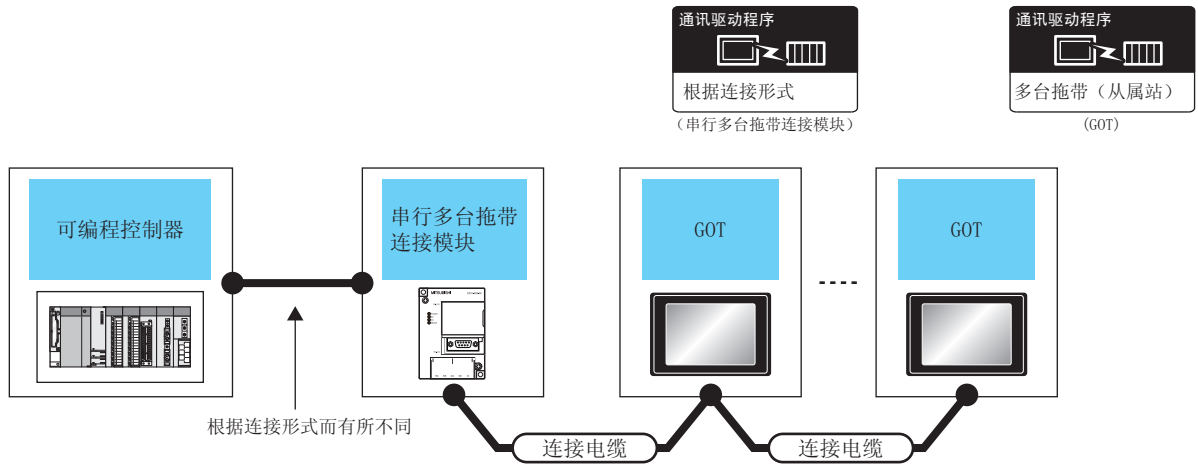 通讯驱动程序
根据连接形式
（串行多台拖带连接模块）
通讯驱动程序
多台拖带（从属站）
(GOT)
可编程控制器
串行多台拖带
连接模块
GOT
GOT
MITSUBISHI
根据连接形式而有所不同
连接电缆
连接电缆